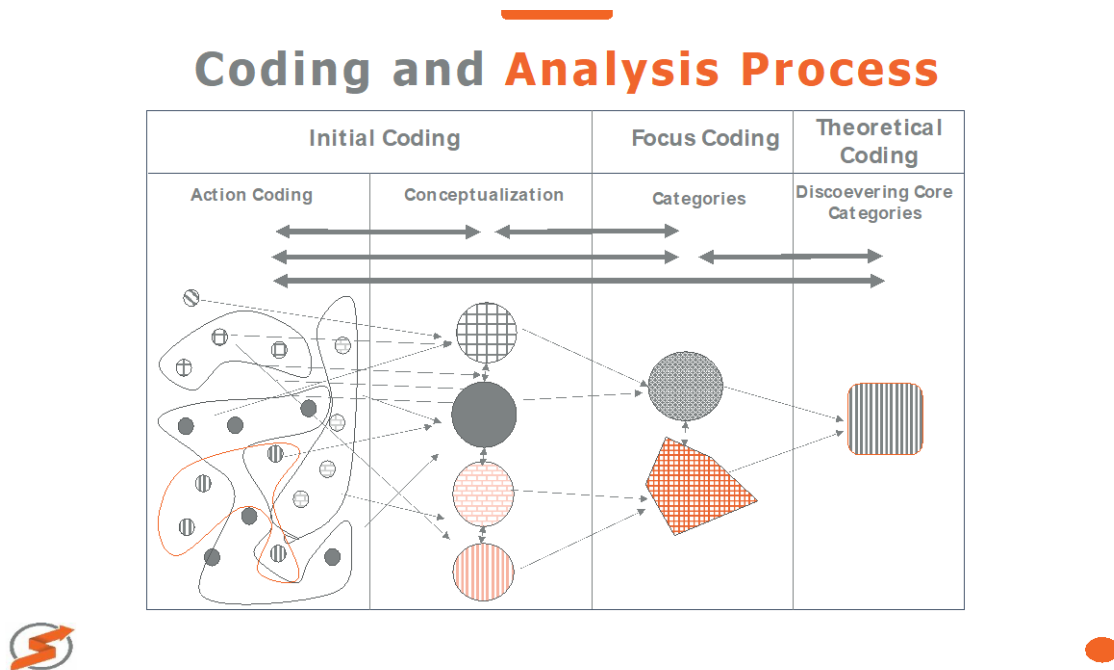 Coding and Analysis Process
Initial Coding
Focus Coding
Theoretical
Coding
Action Coding
Conceptualization
Categories
Discoevering Core
Categories